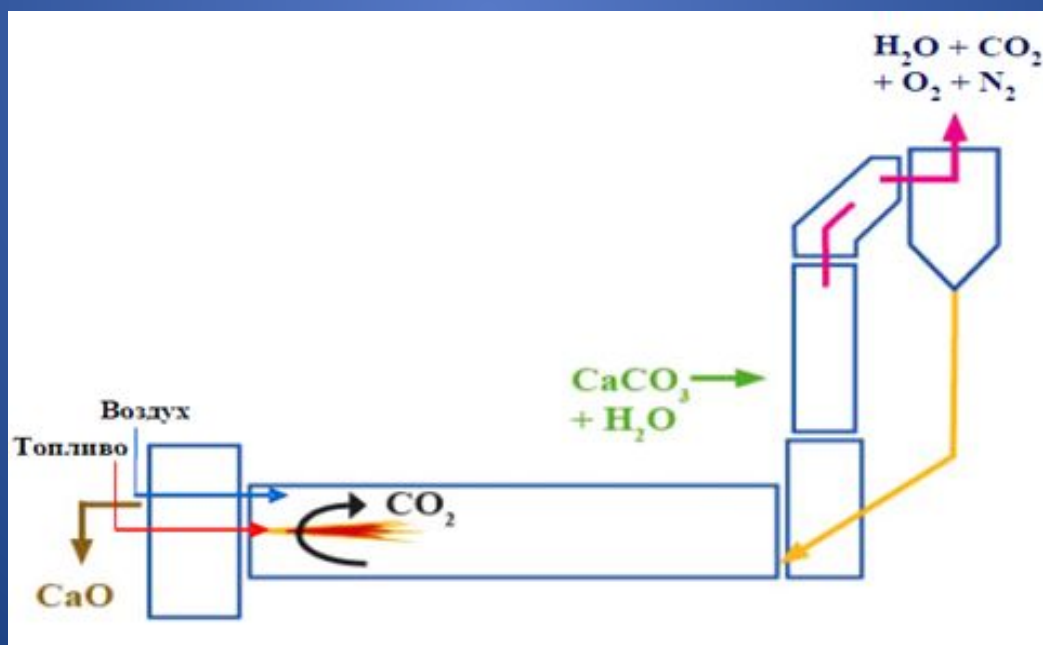 H₂O + CO₂
+ O₂ + N₂
CaCO₃
+ H₂O
Воздух
Топливо
CO₂
CaO